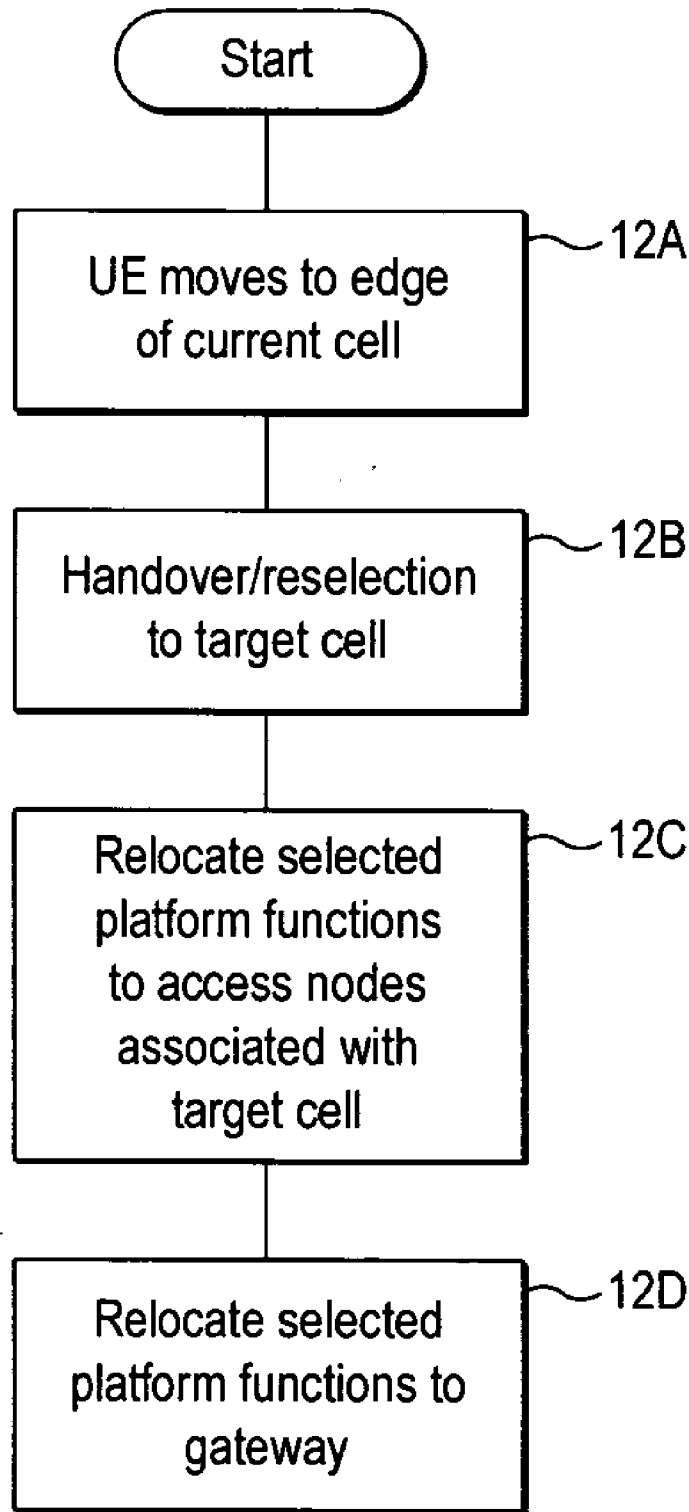 Start
UE moves to edge
of current cell
12A
Handover/reselection
to target cell
12B
Relocate selected
platform functions
to access nodes
associated with
target cell
12C
Relocate selected
platform functions to
gateway
12D